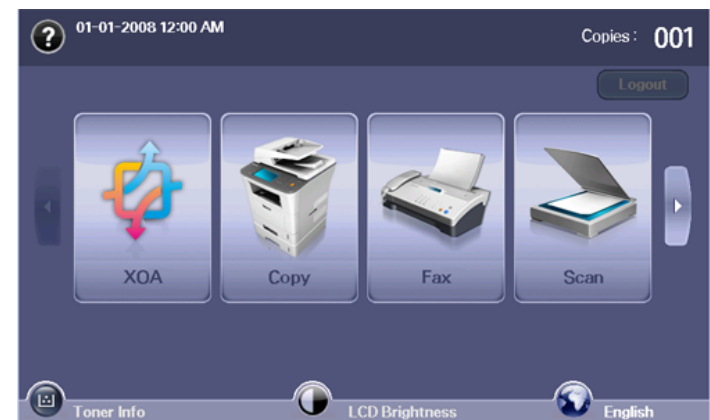 01-01-2008 12:00 AM
Copies : 001
Logout
XOA
Copy
Fax
Scan
Toner Info
LCD Brightness
English